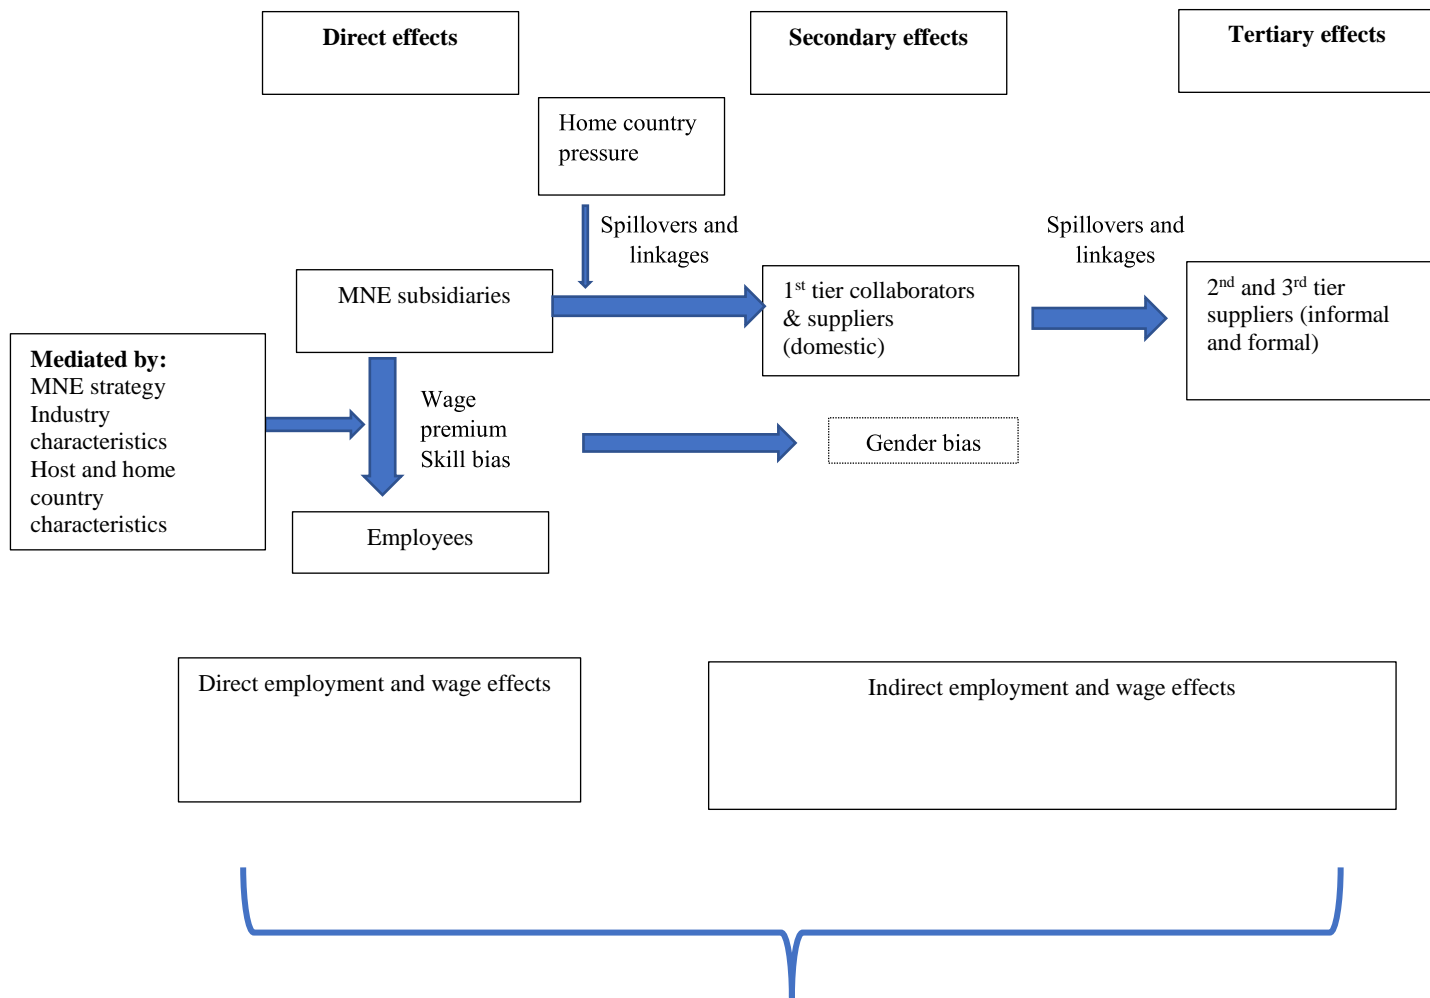 Direct effects
Secondary effects
Tertiary effects
Home country
pressure
Spillovers and
linkages
Spillovers and
linkages
MNE subsidiaries
1st tier collaborators
& suppliers
(domestic)
2nd and 3rd tier
suppliers (informal
and formal)
Mediated by:
MNE strategy
Industry
characteristics
Host and home
country
characteristics
Wage
premium
Skill bias
Gender bias
Employees
Direct employment and wage effects
Indirect employment and wage effects